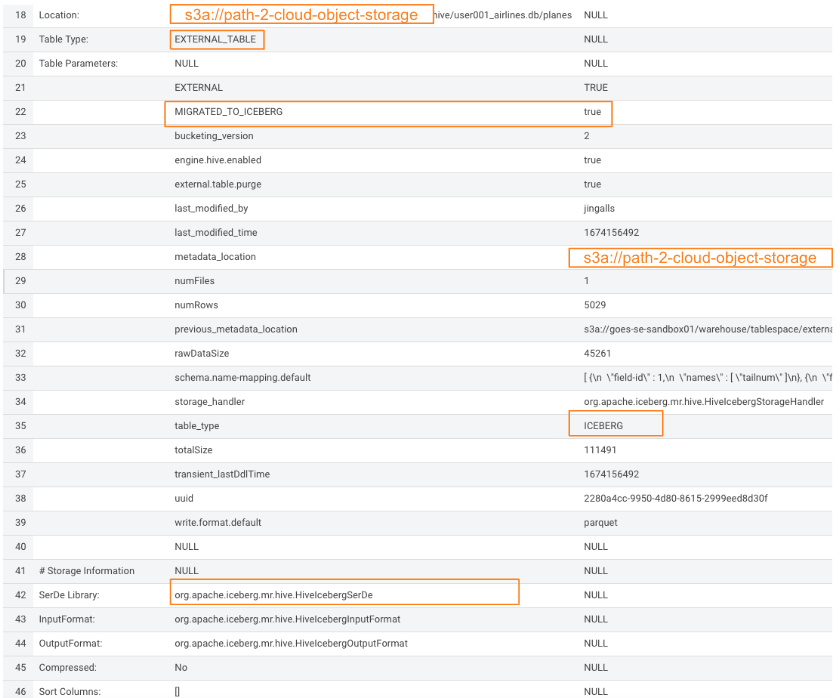 18 Location: s3a://path-2-cloud-object-storage hive/user001_airlines.db/planes NULL
19 Table Type: EXTERNAL_TABLE NULL
20 Table Parameters: NULL NULL
21 EXTERNAL TRUE
22 MIGRATED_TO_ICEBERG true
23 bucketing_version 2
24 engine.hive.enabled true
25 external.table.purge true
26 last_modified_by jingalls
27 last_modified_time 1674156492
28 metadata_location s3a://path-2-cloud-object-storage
29 numFiles 1
30 numRows 5029
31 previous_metadata_location s3a://goes-se-sandbox01/warehouse/tablespace/externa
32 rawDataSize 45261
33 schema.name-mapping.default [ {\n \"field-id\" : 1,\n \"names\" : [ \"tailnum\" ]\n}, {\n \"f
34 storage_handler org.apache.iceberg.mr.hive.HiveIcebergStorageHandler
35 table_type ICEBERG
36 totalSize 111491
37 transient_lastDdlTime 1674156492
38 uuid 2280a4cc-9950-4d80-8615-2999eed8d30f
39 write.format.default parquet
40 NULL NULL
41 # Storage Information NULL NULL
42 SerDe Library: org.apache.iceberg.mr.hive.HiveIcebergSerDe NULL
43 InputFormat: org.apache.iceberg.mr.hive.HiveIcebergInputFormat NULL
44 OutputFormat: org.apache.iceberg.mr.hive.HiveIcebergOutputFormat NULL
45 Compressed: No NULL
46 Sort Columns: [] NULL